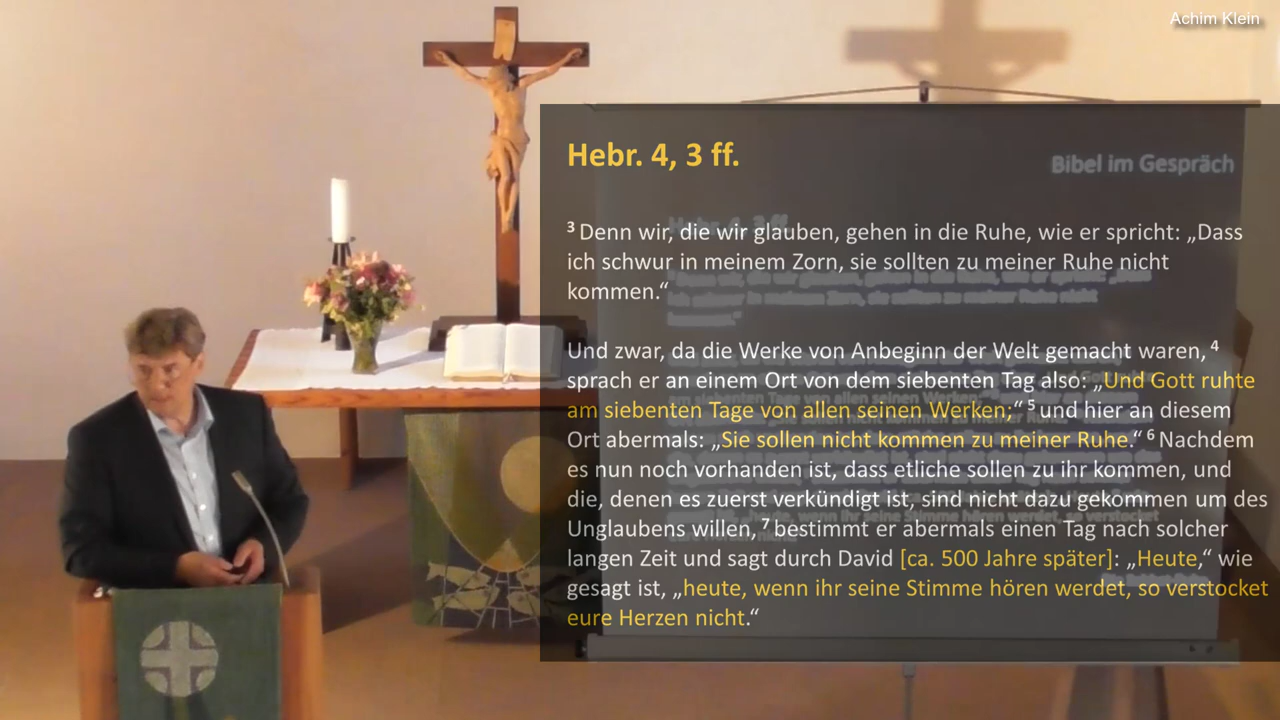 Achim Klein
Hebr. 4, 3 ff.
Bibel im Gespräch
³ Denn wir, die wir glauben, gehen in die Ruhe, wie er spricht: „Dass
ich schwur in meinem Zorn, sie sollten zu meiner Ruhe nicht
kommen.“
Und zwar, da die Werke von Anbeginn der Welt gemacht waren, ⁴
sprach er an einem Ort von dem siebenten Tag also: „Und Gott ruhte
am siebenten Tage von allen seinen Werken;“ ⁵ und hier an diesem
Ort abermals: „Sie sollen nicht kommen zu meiner Ruhe.“ ⁶ Nachdem
es nun noch vorhanden ist, dass etliche sollen zu ihr kommen, und
die, denen es zuerst verkündigt ist, sind nicht dazu gekommen um des
Unglaubens willen, ⁷ bestimmt er abermals einen Tag nach solcher
langen Zeit und sagt durch David [ca. 500 Jahre später]: „Heute,“ wie
gesagt ist, „heute, wenn ihr seine Stimme hören werdet, so verstocket
eure Herzen nicht.“